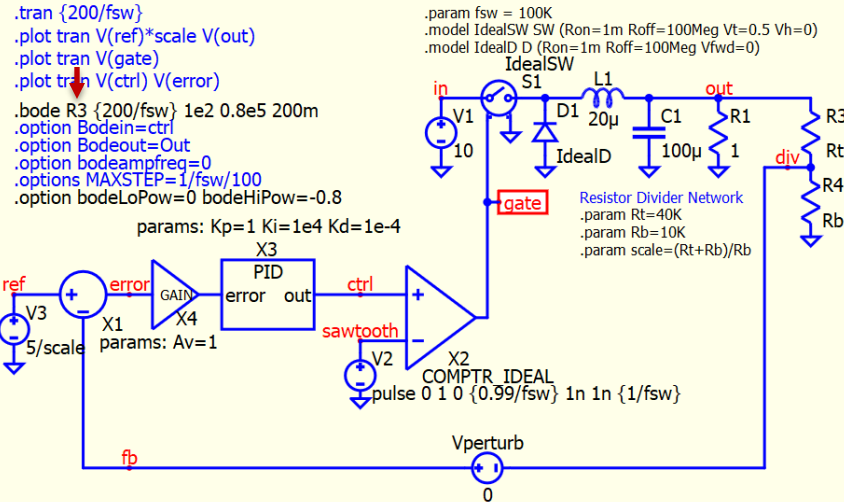 .tran {200/fsw}
.plot tran V(ref)*scale V(out)
.plot tran V(gate)
.plot tran V(ctrl) V(error)
.bode R3 {200/fsw} 1e2 0.8e5 200m
.option Bodein=ctrl
.option Bodeout=Out
.option bodeampfreq=0
.options MAXSTEP=1/fsw/100
.option bodeLoPow=0 bodeHiPow=-0.8
.param fsw = 100K
.model IdealSW SW (Ron=1m Roff=100Meg Vt=0.5 Vh=0)
.model IdealD D (Ron=1m Roff=100Meg Vfwd=0)
IdealSW
in
S1
L1
out
V1
10
D1
20µ
IdealD
C1
100µ
R1
1
R3
Rt
div
R4
Rb
gate
Resistor Divider Network
.param Rt=40K
.param Rb=10K
.param scale=(Rt+Rb)/Rb
params: Kp=1 Ki=1e4 Kd=1e-4
X3
PID
ref
error
GAIN
error out
ctrl
V3
5/scale
X1
X4
params: Av=1
+
-
+
-
sawtooth
V2
X2
COMPTR_IDEAL
pulse 0 1 0 {0.99/fsw} 1n 1n {1/fsw}
fb
Vperturb
0